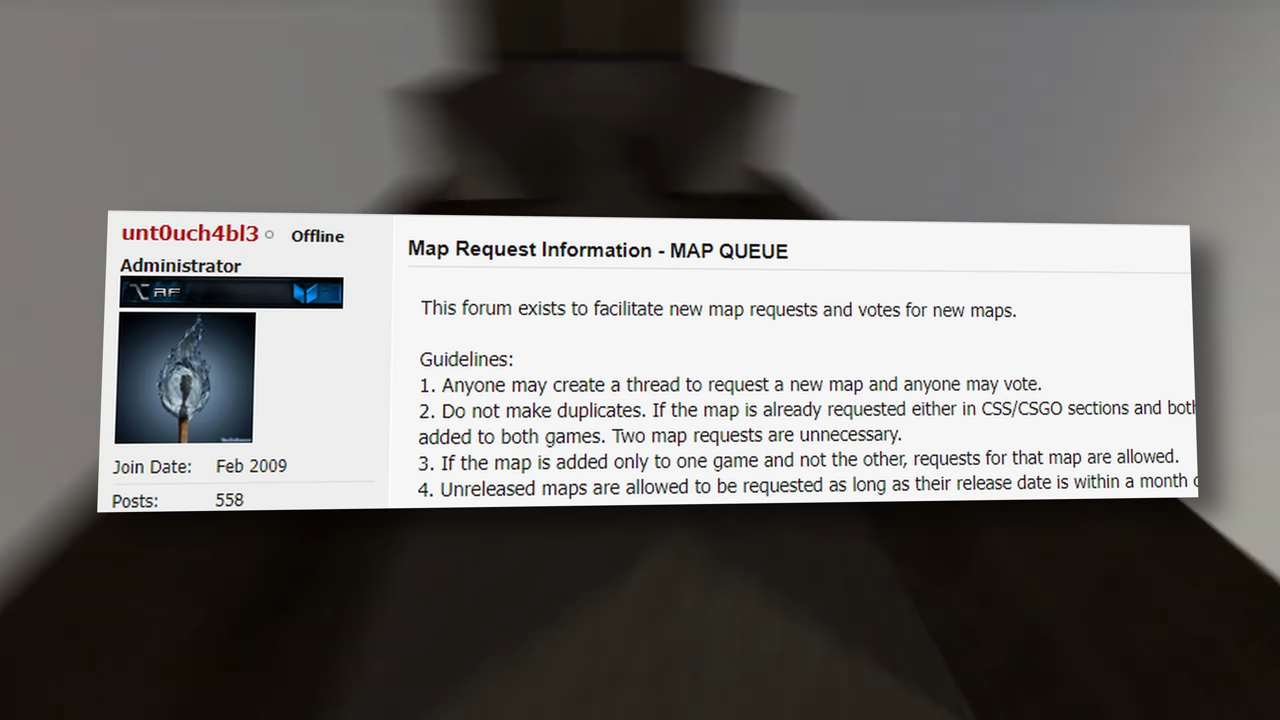 unt0uch4bl3
Offline
Administrator
RF
Join Date: Feb 2009
Posts: 558
Map Request Information - MAP QUEUE
This forum exists to facilitate new map requests and votes for new maps.
Guidelines:
1. Anyone may create a thread to request a new map and anyone may vote.
2. Do not make duplicates. If the map is already requested either in CSS/CSGO sections and both
added to both games. Two map requests are unnecessary.
3. If the map is added only to one game and not the other, requests for that map are allowed.
4. Unreleased maps are allowed to be requested as long as their release date is within a month